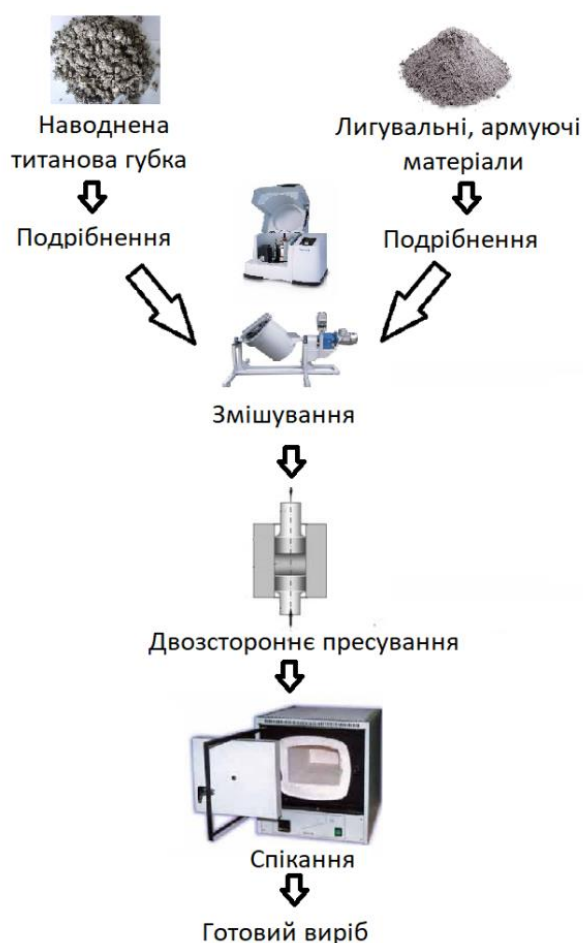 Наводнена
титанова губка
Лигувальні, армуючі
матеріали
Подрібнення
Подрібнення
Змішування
Двозстороннє пресування
Спікання
Готовий виріб